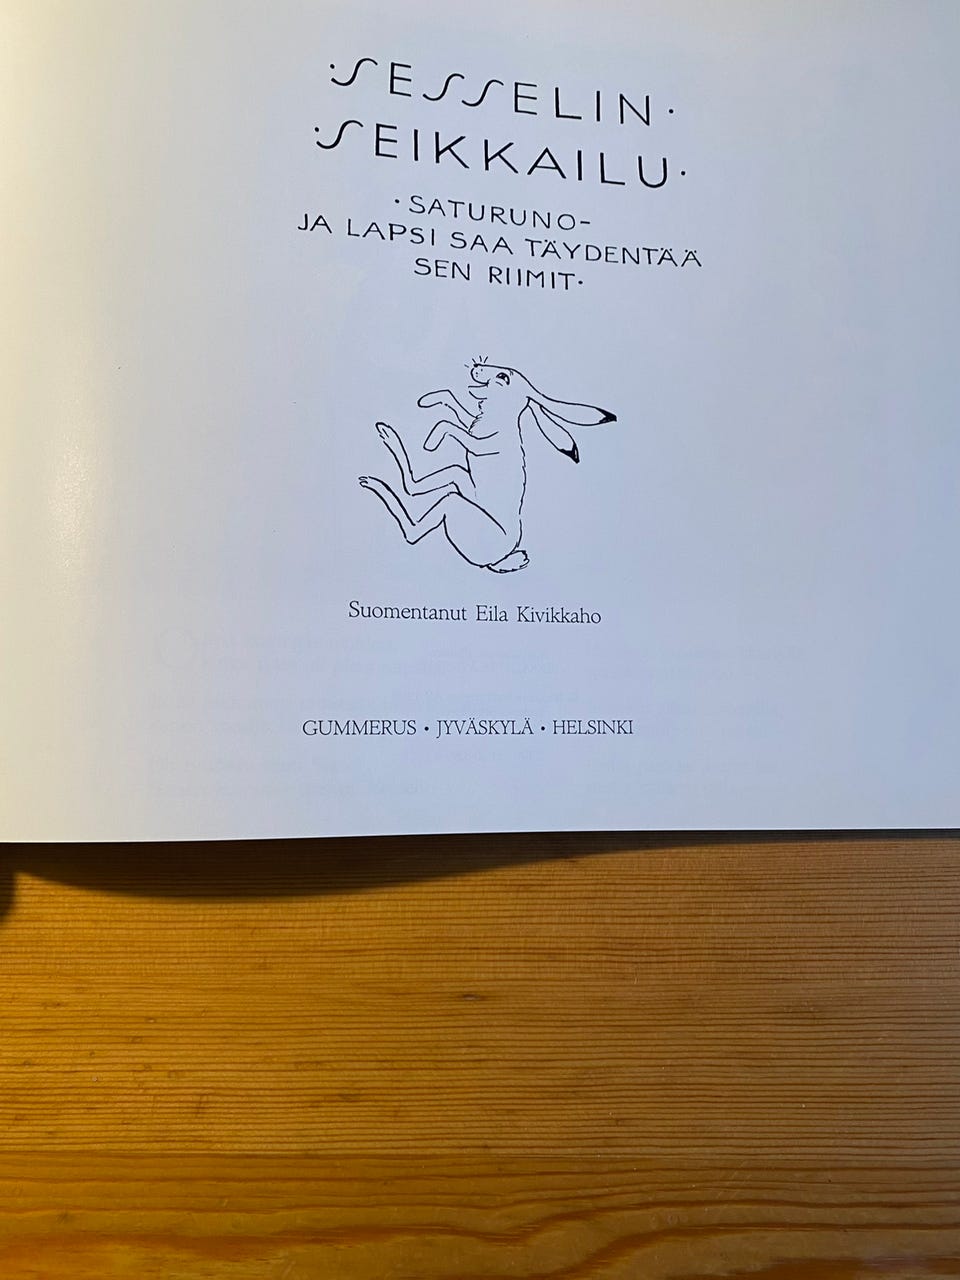 ·SESSELIN·
·SEIKKAILU·
·SATURUNO-
JA LAPSI SAA TÄYDENTÄÄ
SEN RIIMIT·
Suomentanut Eila Kivikkaho
GUMMERUS • JYVÄSKYLÄ • HELSINKI